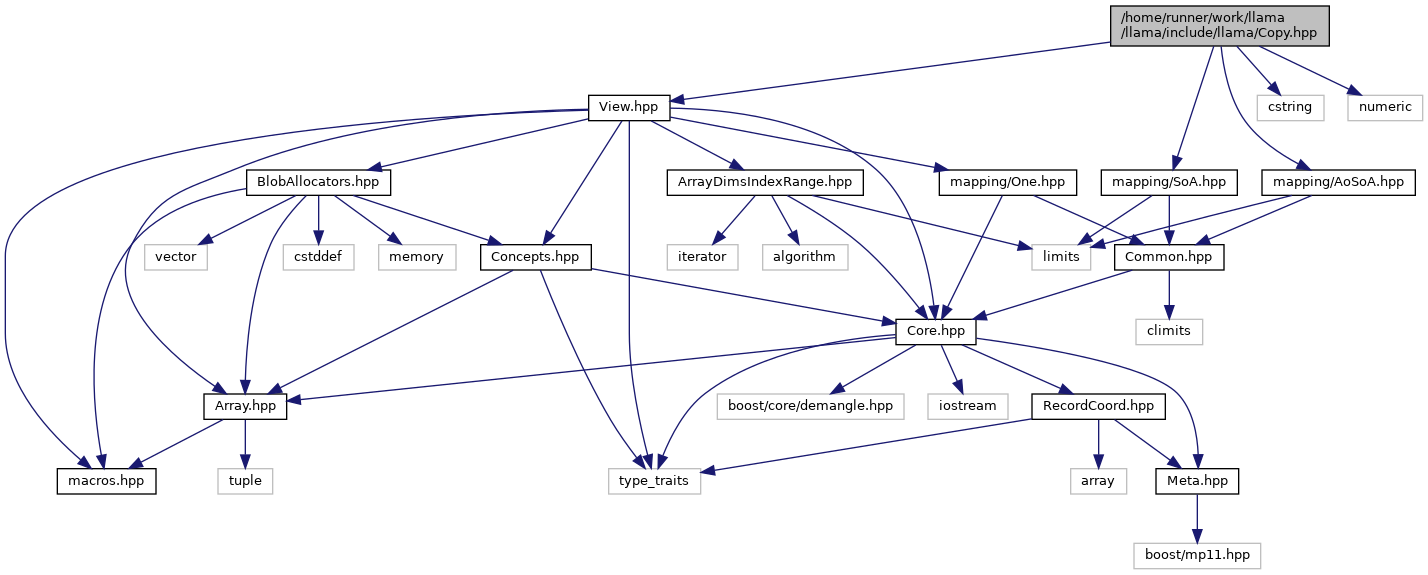 /home/runner/work/llama
/llama/include/llama/Copy.hpp
View.hpp
cstring
numeric
BlobAllocators.hpp
ArrayDimsIndexRange.hpp
mapping/One.hpp
mapping/SoA.hpp
mapping/AoSoA.hpp
vector
cstddef
memory
Concepts.hpp
iterator
algorithm
limits
Common.hpp
Core.hpp
climits
Array.hpp
boost/core/demangle.hpp
iostream
RecordCoord.hpp
macros.hpp
tuple
type_traits
array
Meta.hpp
boost/mp11.hpp